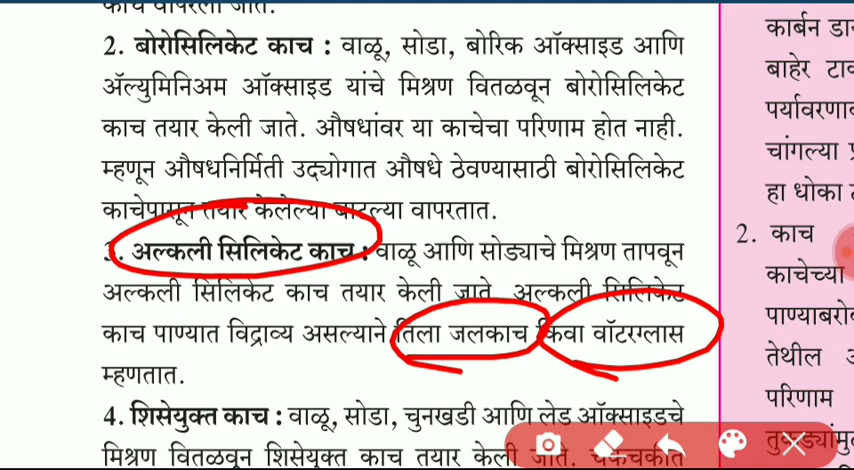 काच वापरली जाते.
2. बोरोसिलिकेट काच : वाळू, सोडा, बोरिक ऑक्साइड आणि
ॲल्युमिनिअम ऑक्साइड यांचे मिश्रण वितळवून बोरोसिलिकेट
काच तयार केली जाते. औषधांवर या काचेचा परिणाम होत नाही.
म्हणून औषधनिर्मिती उद्योगात औषधे ठेवण्यासाठी बोरोसिलिकेट
काचेपासून तयार केलेल्या बाटल्या वापरतात.
3. अल्कली सिलिकेट काच : वाळू आणि सोड्याचे मिश्रण तापवून
अल्कली सिलिकेट काच तयार केली जाते. अल्कली सिलिकेट
काच पाण्यात विद्राव्य असल्याने तिला जलकाच किंवा वॉटरग्लास
म्हणतात.
4. शिसेयुक्त काच : वाळू, सोडा, चुनखडी आणि लेड ऑक्साइडचे
मिश्रण वितळवून शिसेयुक्त काच तयार केली जाते. चकचकीत
कार्बन डा
बाहेर
पर्यावरणा
चांगल्या
हा धोका
2. काच
काचेच्या
पाण्याबरो
तेथील
परिणाम